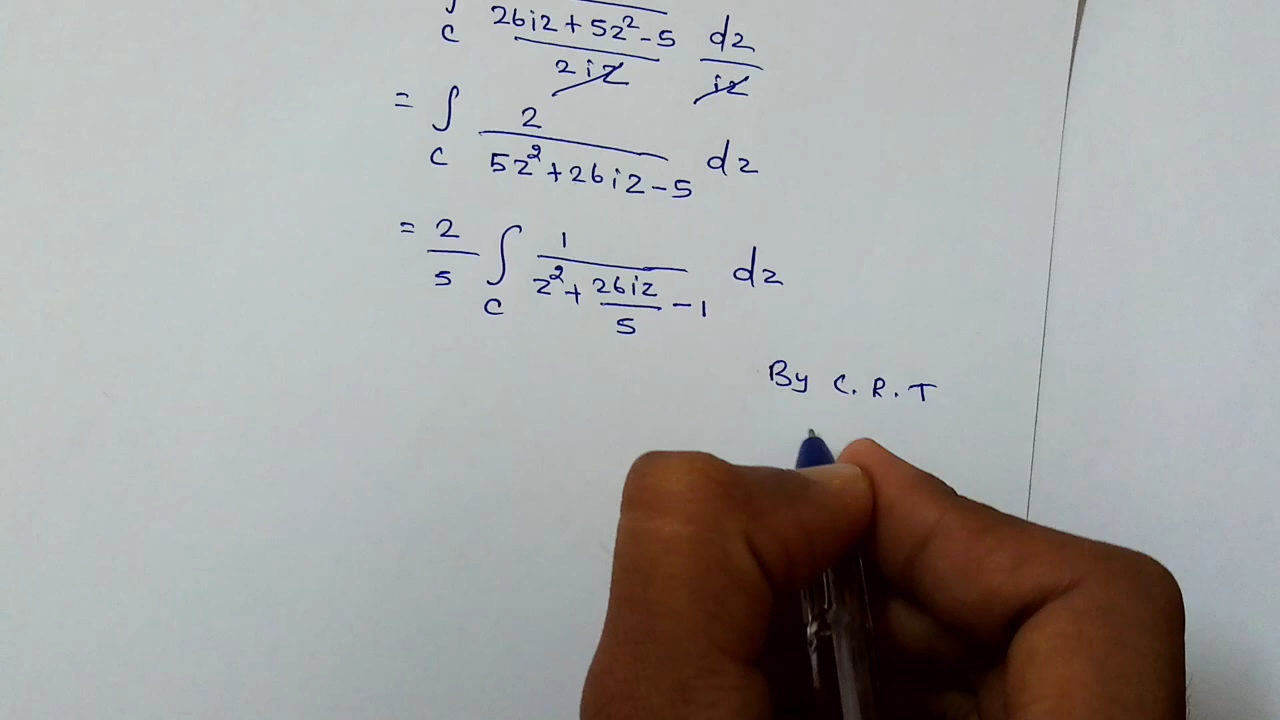 ∫
C
26iz + 5z² - 5
2iz
dz
iz
= ∫
C
2
5z² + 26iz - 5
dz
= 2
5
∫
C
1
z² + 26iz
5
- 1
dz
By C. R. T